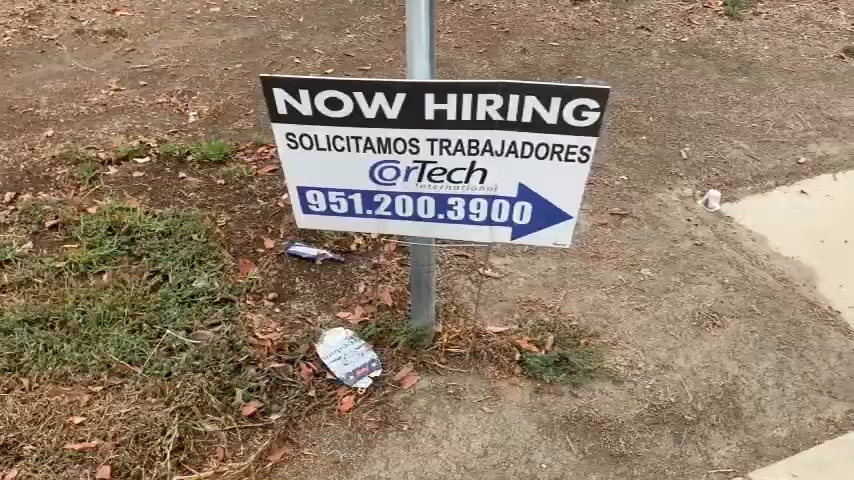 NOW HIRING
SOLICITAMOS TRABAJADORES
CorTech
International
951.200.3900